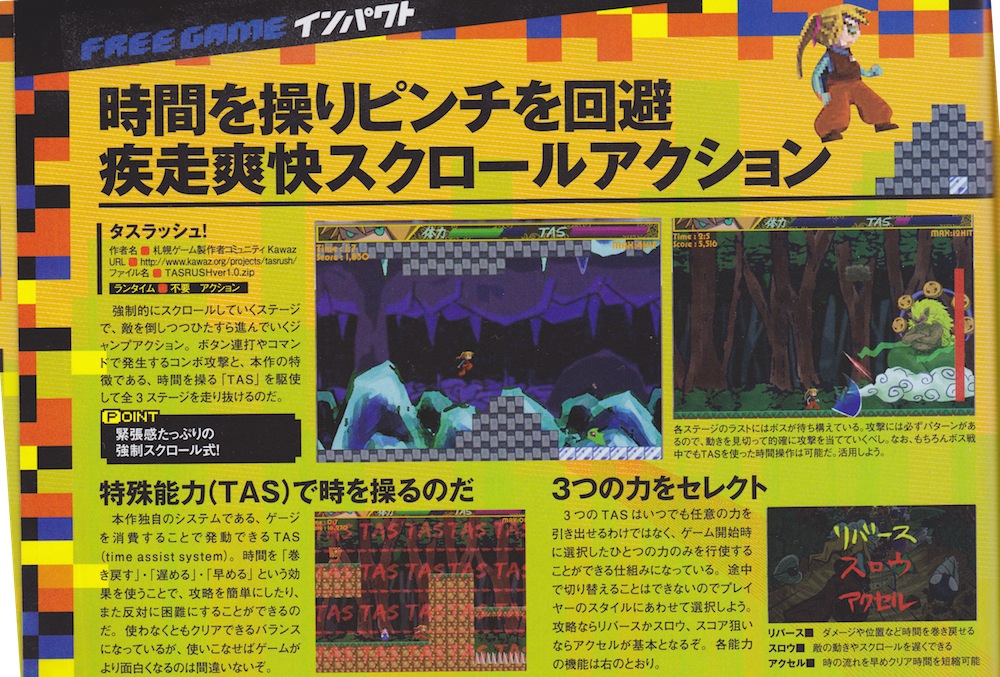 FREE GAME インパクト
時間を操りピンチを回避
疾走爽快スクロールアクション
タスラッシュ!
作者名■札幌ゲーム製作者コミュニティ Kawaz
URL■http://www.kawaz.org/projects/tasrush/
ファイル名■TASRUSHver1.0.zip
ランタイム■不要 アクション
強制的にスクロールしていくステージ
で、敵を倒しつつひたすら進んでいくジ
ャンプアクション。ボタン連打やコマン
ドで発生するコンボ攻撃と、本作の特
徴である、時間を操る「TAS」を駆使
して全3ステージを走り抜けるのだ。
POINT
緊張感たっぷりの
強制スクロール式!
体力 TAS
Score : 1,850
体力 TAS
Time : 2:5
Score : 5,516
MAX:12HIT
各ステージのラストにはボスが待ち構えている。攻撃には必ずパターンがあ
るので、動きを見切って的確に攻撃を当てていくべし。なお、もちろんボス戦
中でもTASを使った時間操作は可能だ。活用しよう。
特殊能力(TAS)で時を操るのだ
本作独自のシステムである、ゲージ
を消費することで発動できるTAS
(time assist system)。時間を「巻
き戻す」・「遅める」・「早める」という効
果を使うことで、攻略を簡単にしたり、
また反対に困難にすることができるの
だ。使わなくともクリアできるバランス
になっているが、使いこなせばゲームが
より面白くなるのは間違いないぞ。
TAS TAS TAS
3つの力をセレクト
3つのTASはいつでも任意の力を
引き出せるわけではなく、ゲーム開始時
に選択したひとつの力のみを行使する
ことができる仕組みになっている。途中
で切り替えることはできないのでプレイ
ヤーのスタイルにあわせて選択しよう。
攻略ならリバースかスロウ、スコア狙い
ならアクセルが基本となるぞ。各能力
の機能は右のとおり。
リバース
スロウ
アクセル
リバース■ ダメージや位置など時間を巻き戻せる
スロウ■ 敵の動きやスクロールを遅くできる
アクセル■ 時の流れを早めクリア時間を短縮可能